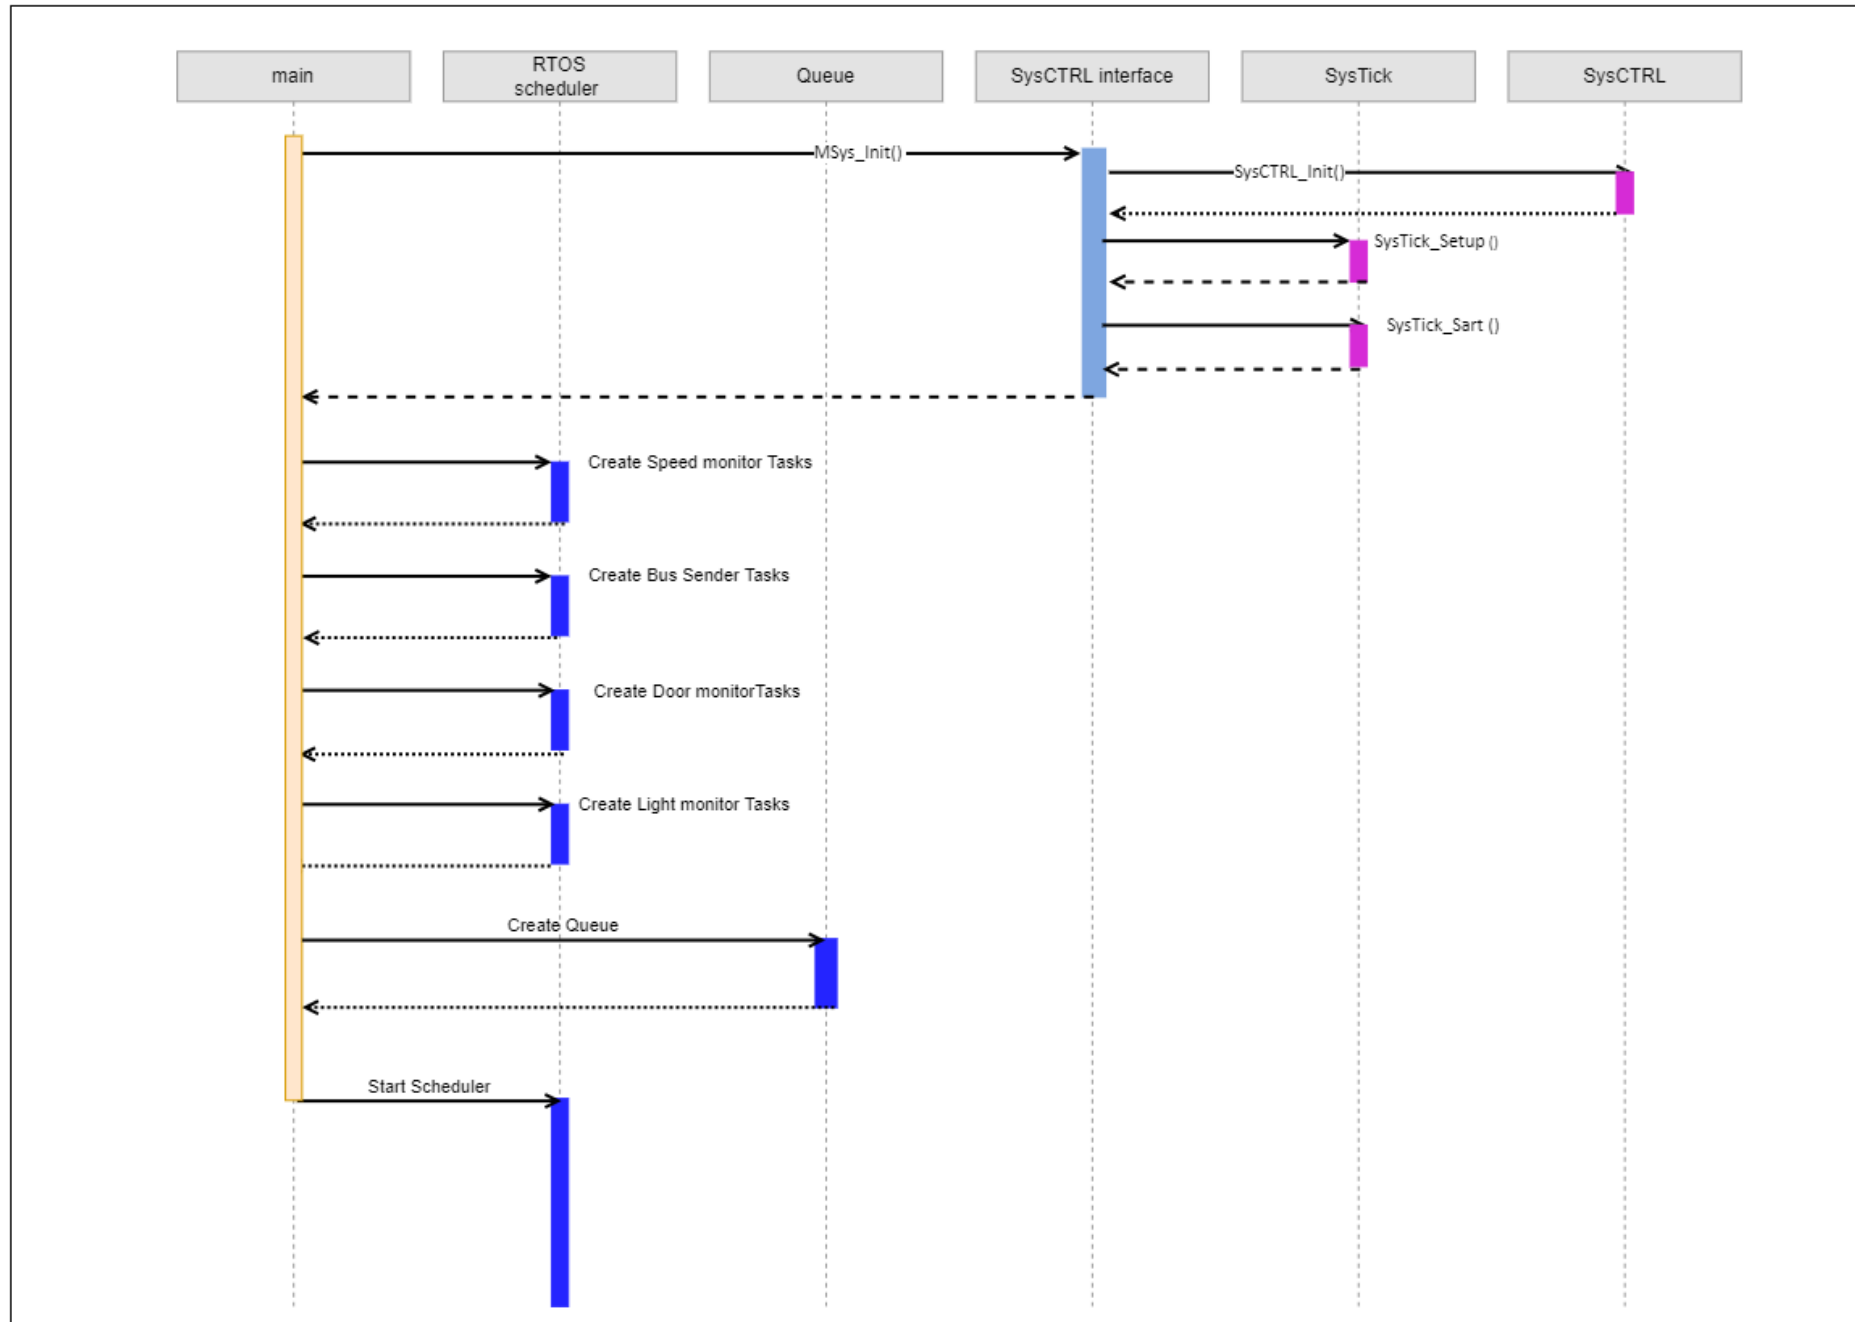 main
RTOS
scheduler
Queue
SysCTRL interface
SysTick
SysCTRL
MSys_Init()
SysCTRL_Init()
SysTick_Setup ()
SysTick_Sart ()
Create Speed monitor Tasks
Create Bus Sender Tasks
Create Door monitorTasks
Create Light monitor Tasks
Create Queue
Start Scheduler